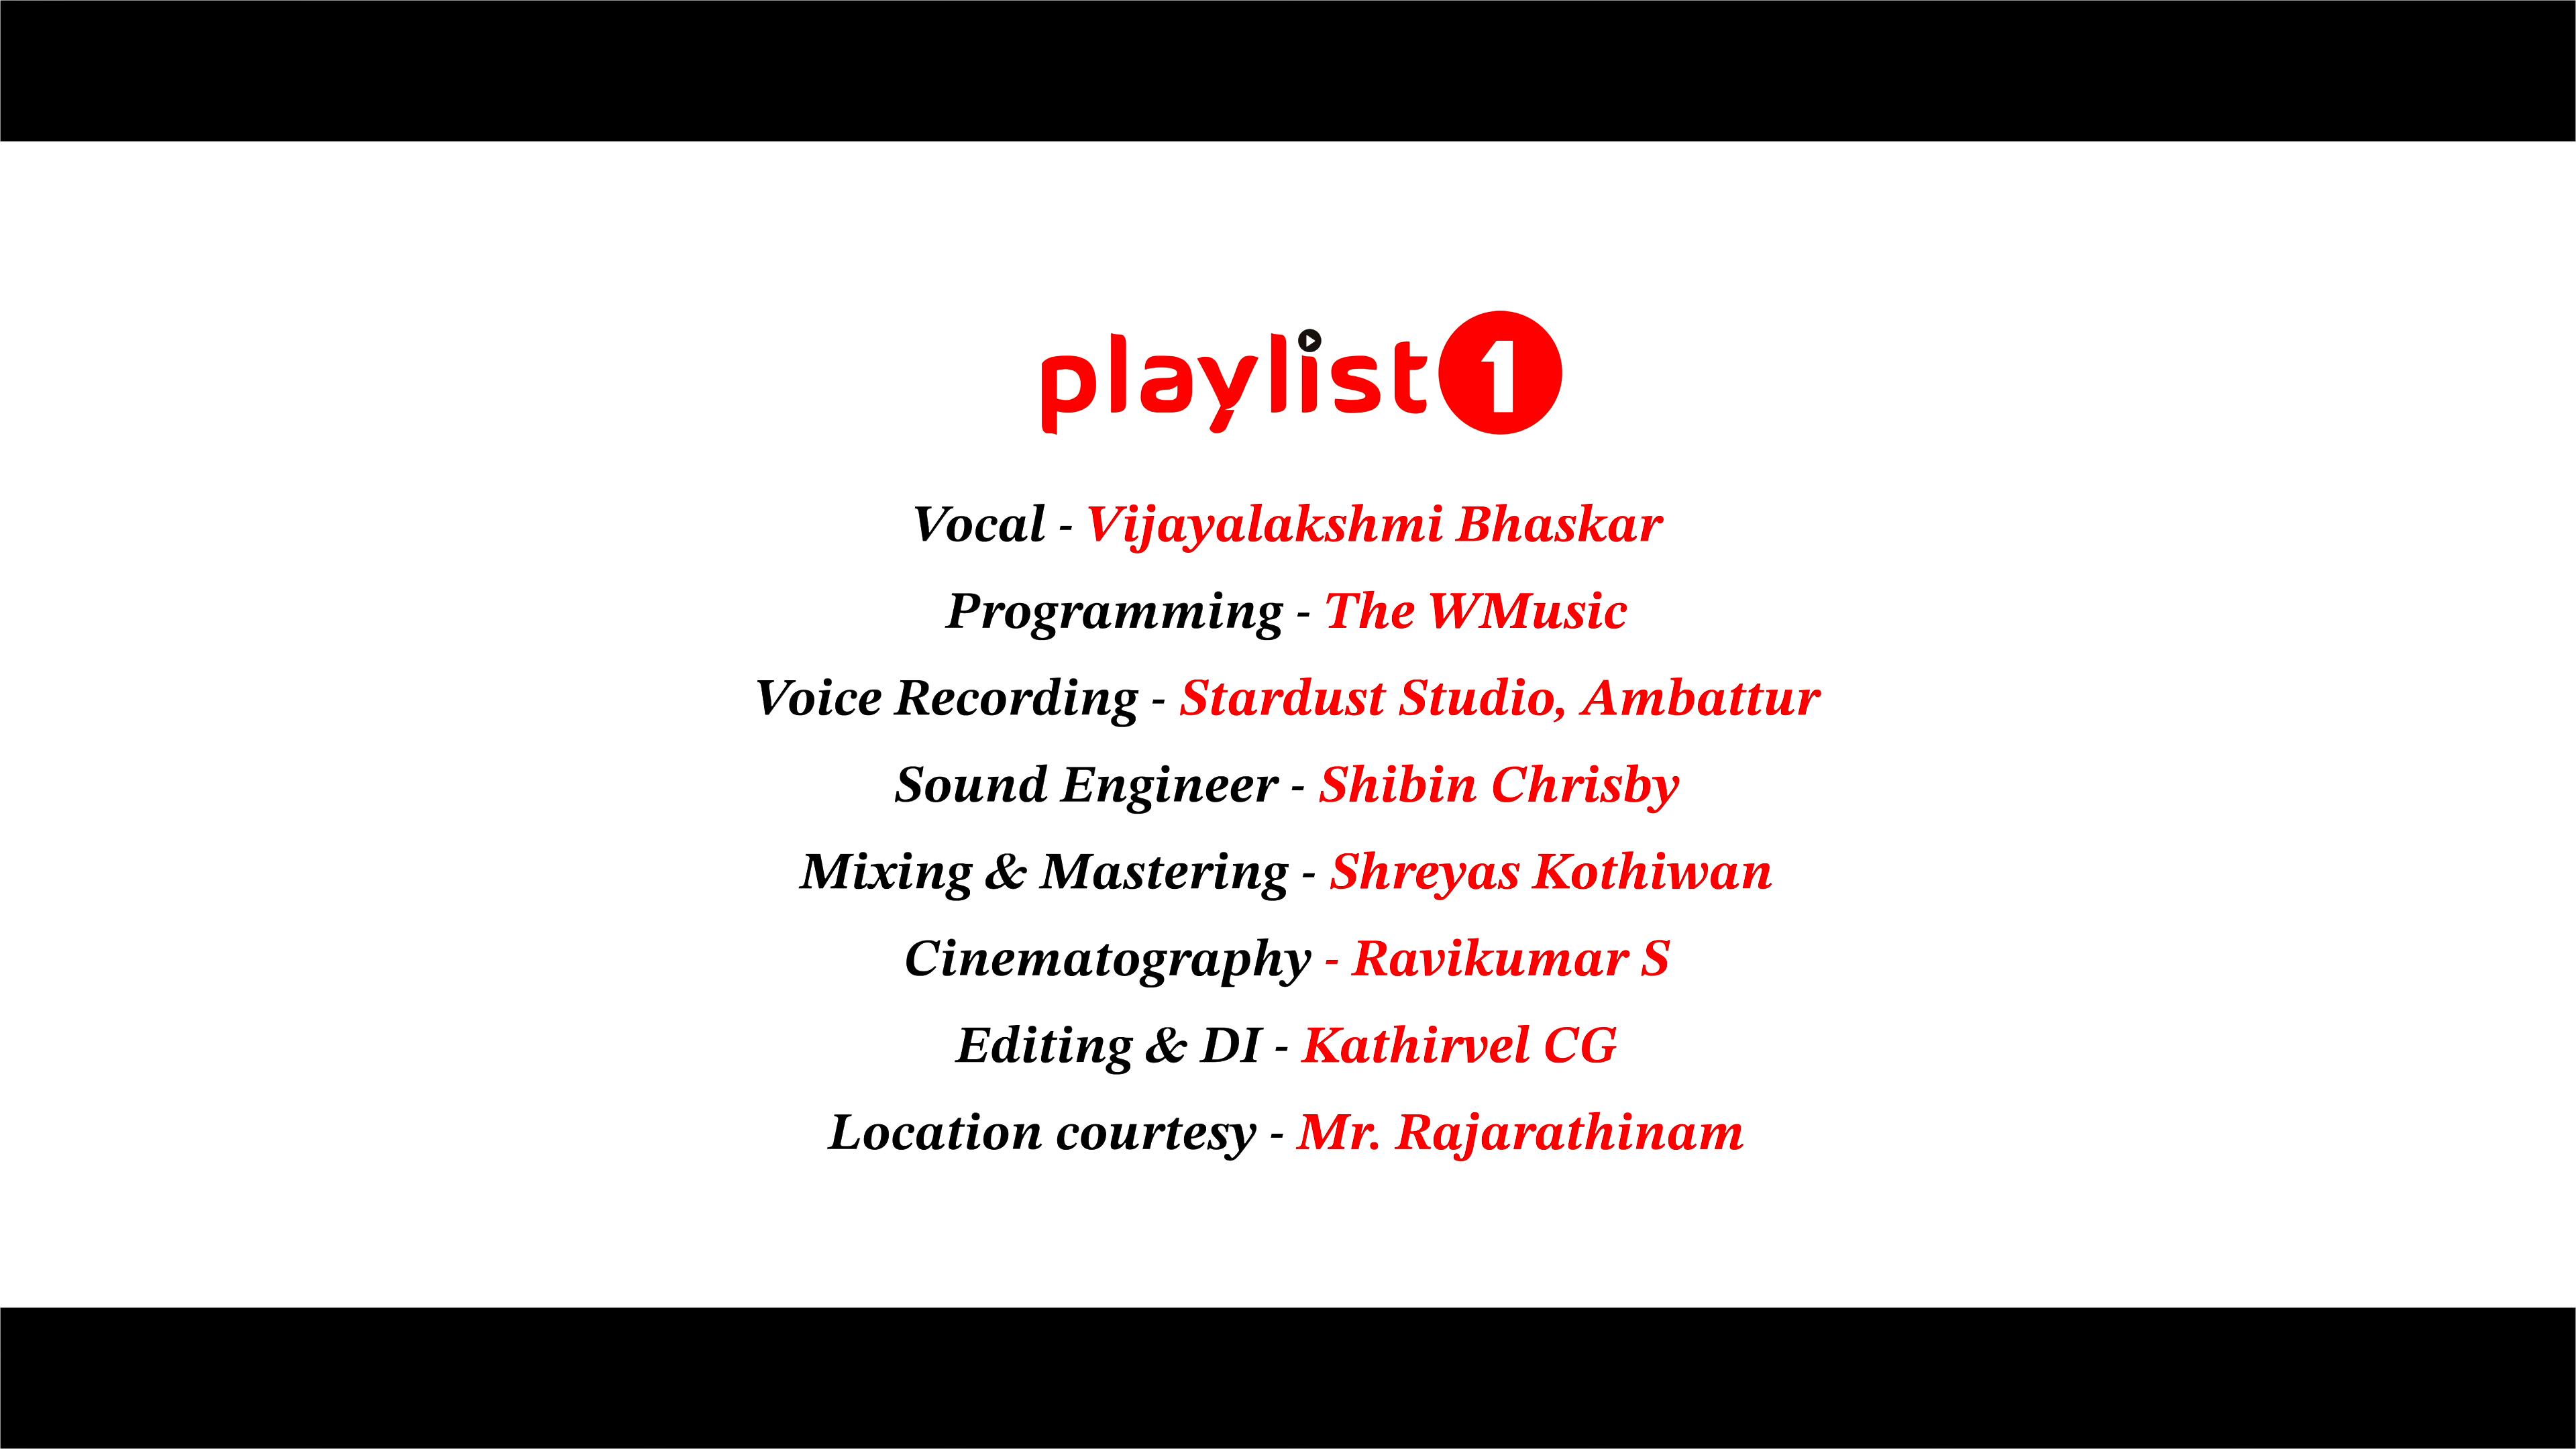 playlist 1
Vocal - Vijayalakshmi Bhaskar
Programming - The WMusic
Voice Recording - Stardust Studio, Ambattur
Sound Engineer - Shibin Chrisby
Mixing & Mastering - Shreyas Kothiwan
Cinematography - Ravikumar S
Editing & DI - Kathirvel CG
Location courtesy - Mr. Rajarathinam